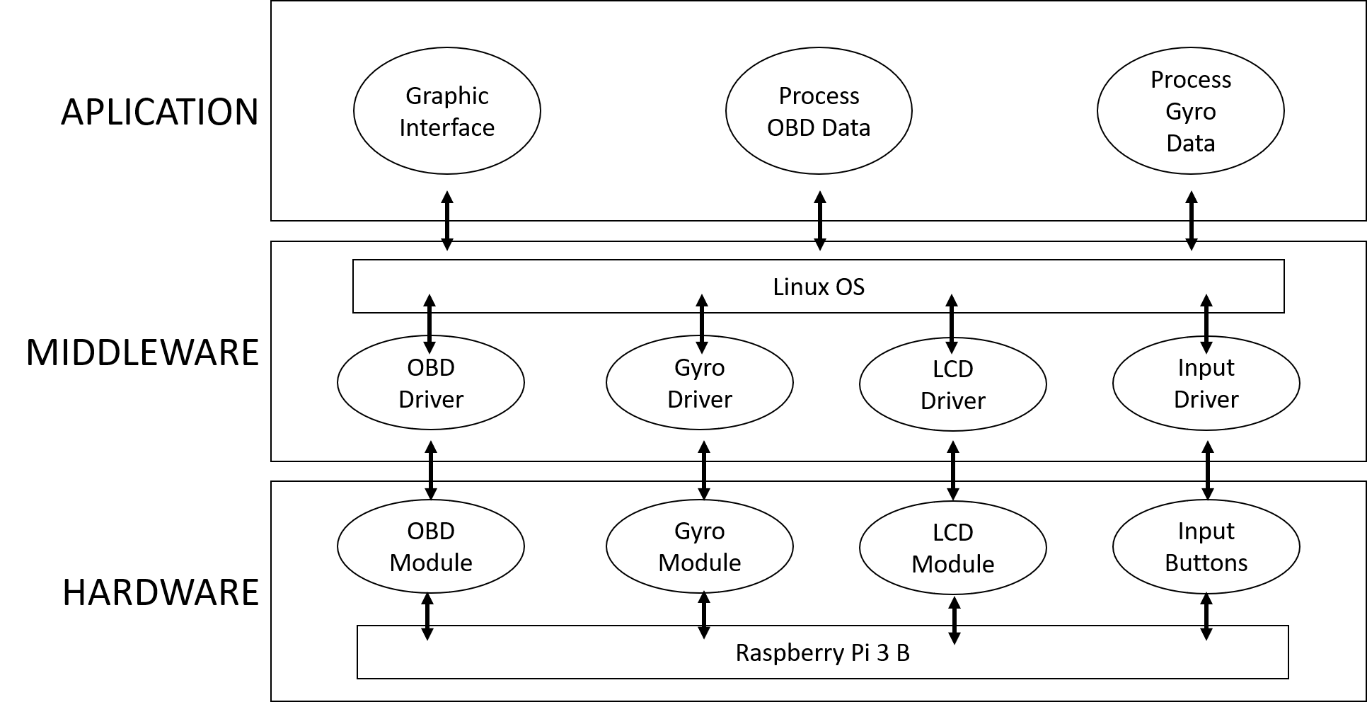 APLICATION
Graphic
Interface
Process
OBD Data
Process
Gyro
Data
MIDDLEWARE
Linux OS
OBD
Driver
Gyro
Driver
LCD
Driver
Input
Driver
HARDWARE
OBD
Module
Gyro
Module
LCD
Module
Input
Buttons
Raspberry Pi 3 B